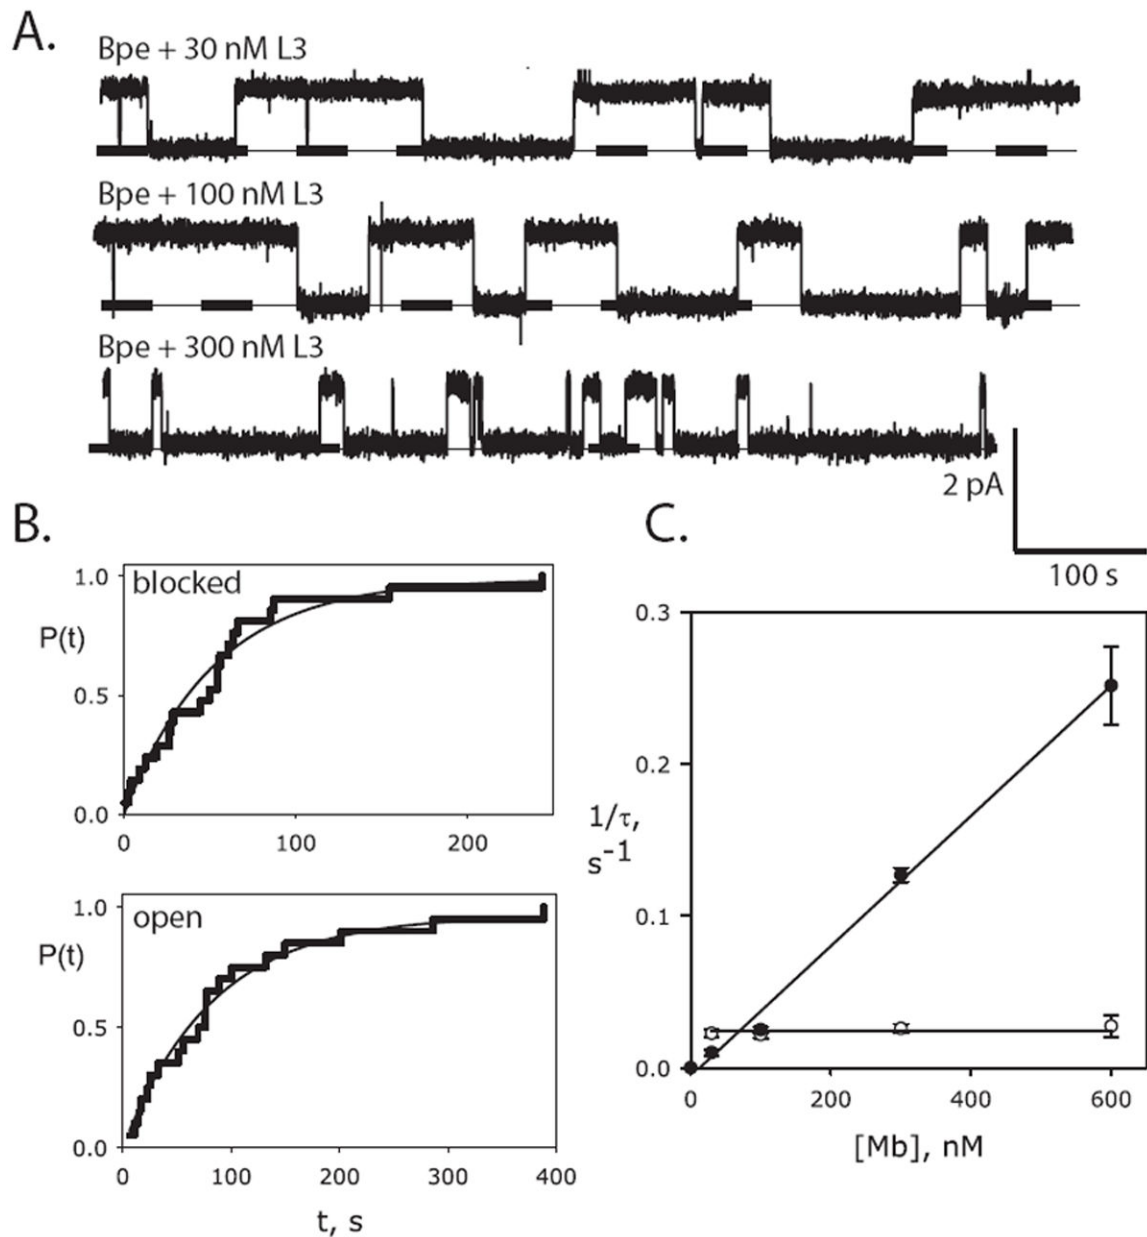 A.
Bpe + 30 nM L3
Bpe + 100 nM L3
Bpe + 300 nM L3
2 pA
100 s
B.
blocked
1.0
P(t)
0.5
0.0
0 100 200
open
1.0
P(t)
0.5
0.0
0 100 200 300 400
t, s
C.
0.3
0.2
1/τ,
s-1
0.1
0.0
0 200 400 600
[Mb], nM